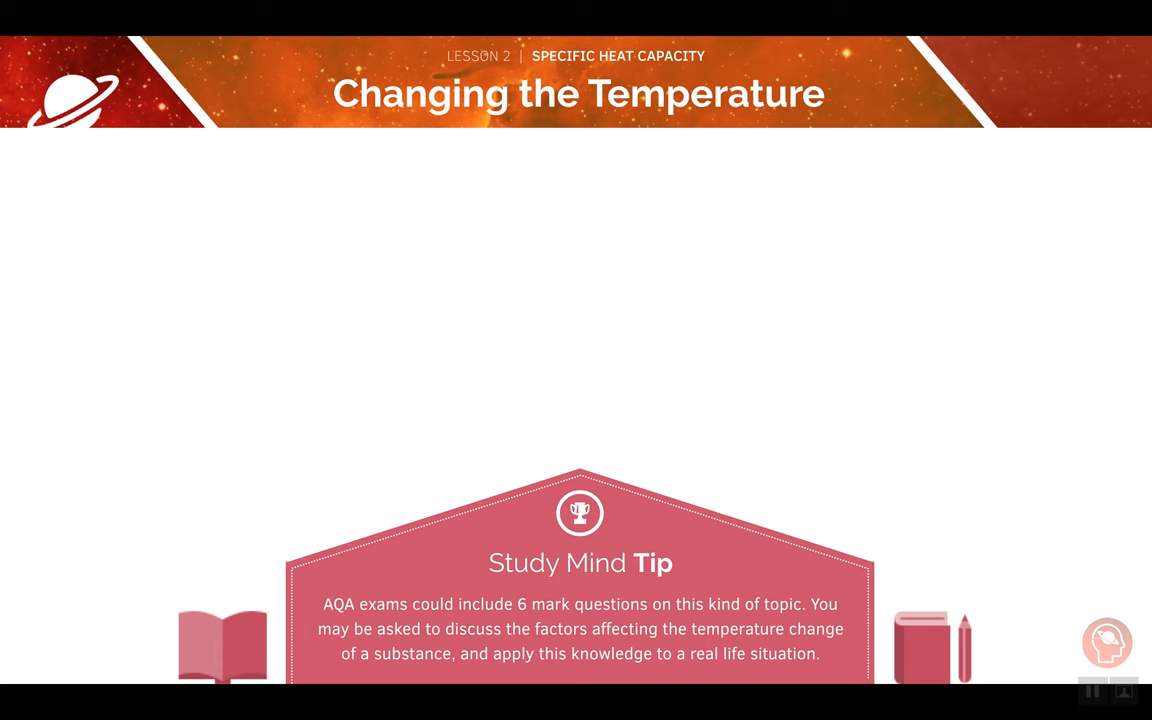 LESSON 2 | SPECIFIC HEAT CAPACITY
Changing the Temperature
Study Mind Tip
AQA exams could include 6 mark questions on this kind of topic. You
may be asked to discuss the factors affecting the temperature change
of a substance, and apply this knowledge to a real life situation.